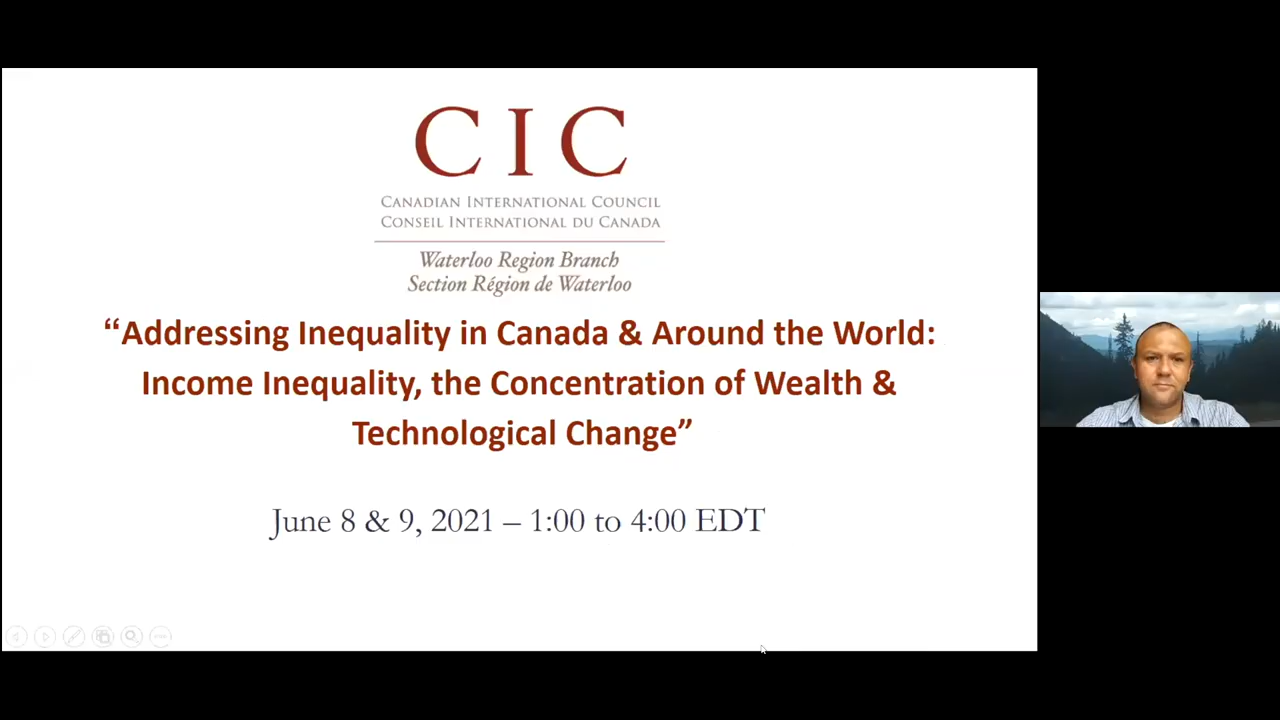 CIC
CANADIAN INTERNATIONAL COUNCIL
CONSEIL INTERNATIONAL DU CANADA
Waterloo Region Branch
Section Région de Waterloo
“Addressing Inequality in Canada & Around the World:
Income Inequality, the Concentration of Wealth &
Technological Change”
June 8 & 9, 2021 – 1:00 to 4:00 EDT